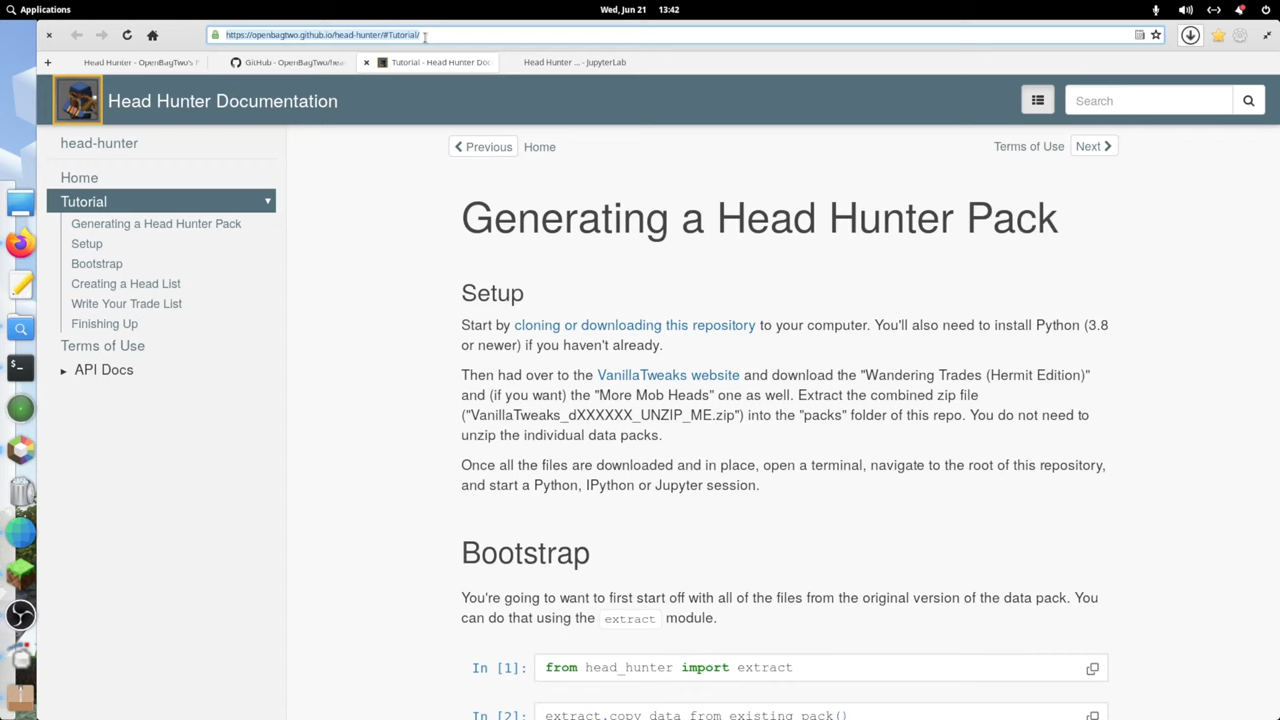 Applications
Wed, Jun 21
13:42
https://openbagtwo.github.io/head-hunter/#Tutorial/
Head Hunter - OpenBagTwo's
GitHub - OpenBagTwo/
Tutorial - Head Hunter Doc
Head Hunter ... - JupyterLab
Head Hunter Documentation
Search
head-hunter
Home
Tutorial
Generating a Head Hunter Pack
Setup
Bootstrap
Creating a Head List
Write Your Trade List
Finishing Up
Terms of Use
API Docs
Previous Home
Terms of Use Next
Generating a Head Hunter Pack
Setup
Start by cloning or downloading this repository to your computer. You'll also need to install Python (3.8
or newer) if you haven't already.
Then had over to the VanillaTweaks website and download the "Wandering Trades (Hermit Edition)"
and (if you want) the "More Mob Heads" one as well. Extract the combined zip file
("VanillaTweaks_dXXXXXX_UNZIP_ME.zip") into the "packs" folder of this repo. You do not need to
unzip the individual data packs.
Once all the files are downloaded and in place, open a terminal, navigate to the root of this repository,
and start a Python, IPython or Jupyter session.
Bootstrap
You're going to want to first start off with all of the files from the original version of the data pack. You
can do that using the extract module.
In [1]: from head_hunter import extract
In [2]: extract.copy_data_from_existing_pack()